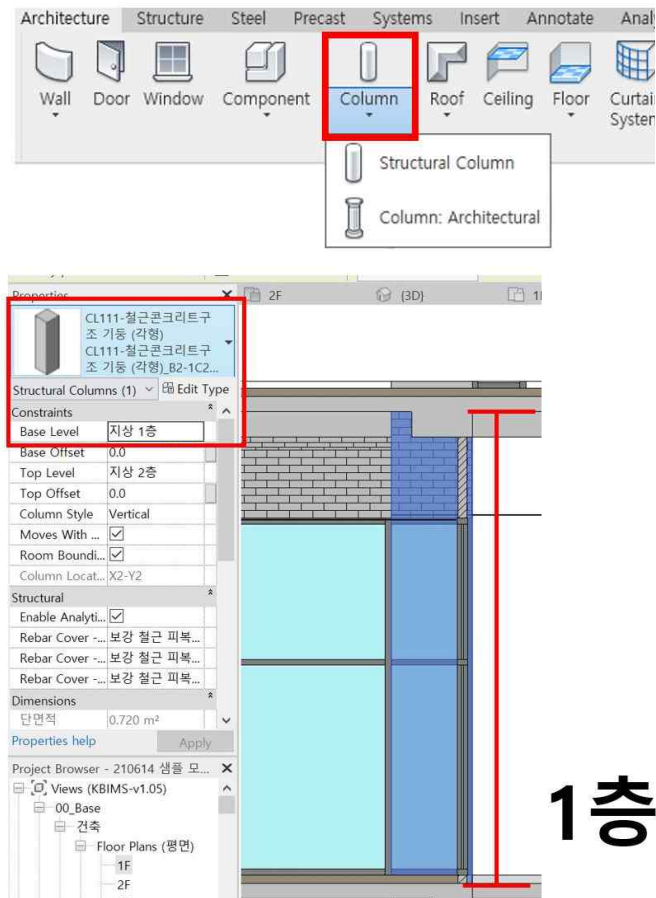 Architecture Structure Steel Precast Systems Insert Annotate
Wall Door Window Component Column Roof Ceiling Floor Curtain
System
Structural Column
Column: Architectural
Properties
2F {3D}
CL111-철근콘크리트구
조 기둥 (각형)
CL111-철근콘크리트구
조 기둥 (각형)_B2-1C2...
Structural Columns (1) Edit Type
Constraints
Base Level 지상 1층
Base Offset 0.0
Top Level 지상 2층
Top Offset 0.0
Column Style Vertical
Moves With ...
Room Boundi...
Column Locat... X2-Y2
Structural
Enable Analyti...
Rebar Cover -... 보강 철근 피복...
Rebar Cover -... 보강 철근 피복...
Rebar Cover -... 보강 철근 피복...
Dimensions
단면적 0.720 m²
Properties help Apply
Project Browser - 210614 샘플 모...
Views (KBIMS-v1.05)
00_Base
건축
Floor Plans (평면)
1F
2F
1층